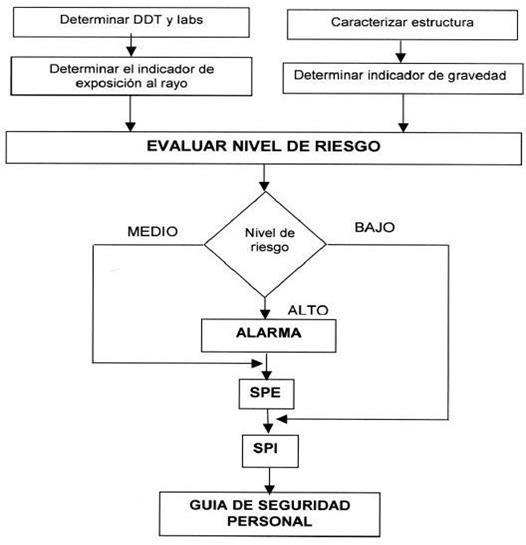 Determinar DDT y Iabs
Caracterizar estructura
Determinar el indicador de
exposición al rayo
Determinar indicador de gravedad
EVALUAR NIVEL DE RIESGO
MEDIO
Nivel de
riesgo
BAJO
ALTO
ALARMA
SPE
SPI
GUIA DE SEGURIDAD
PERSONAL